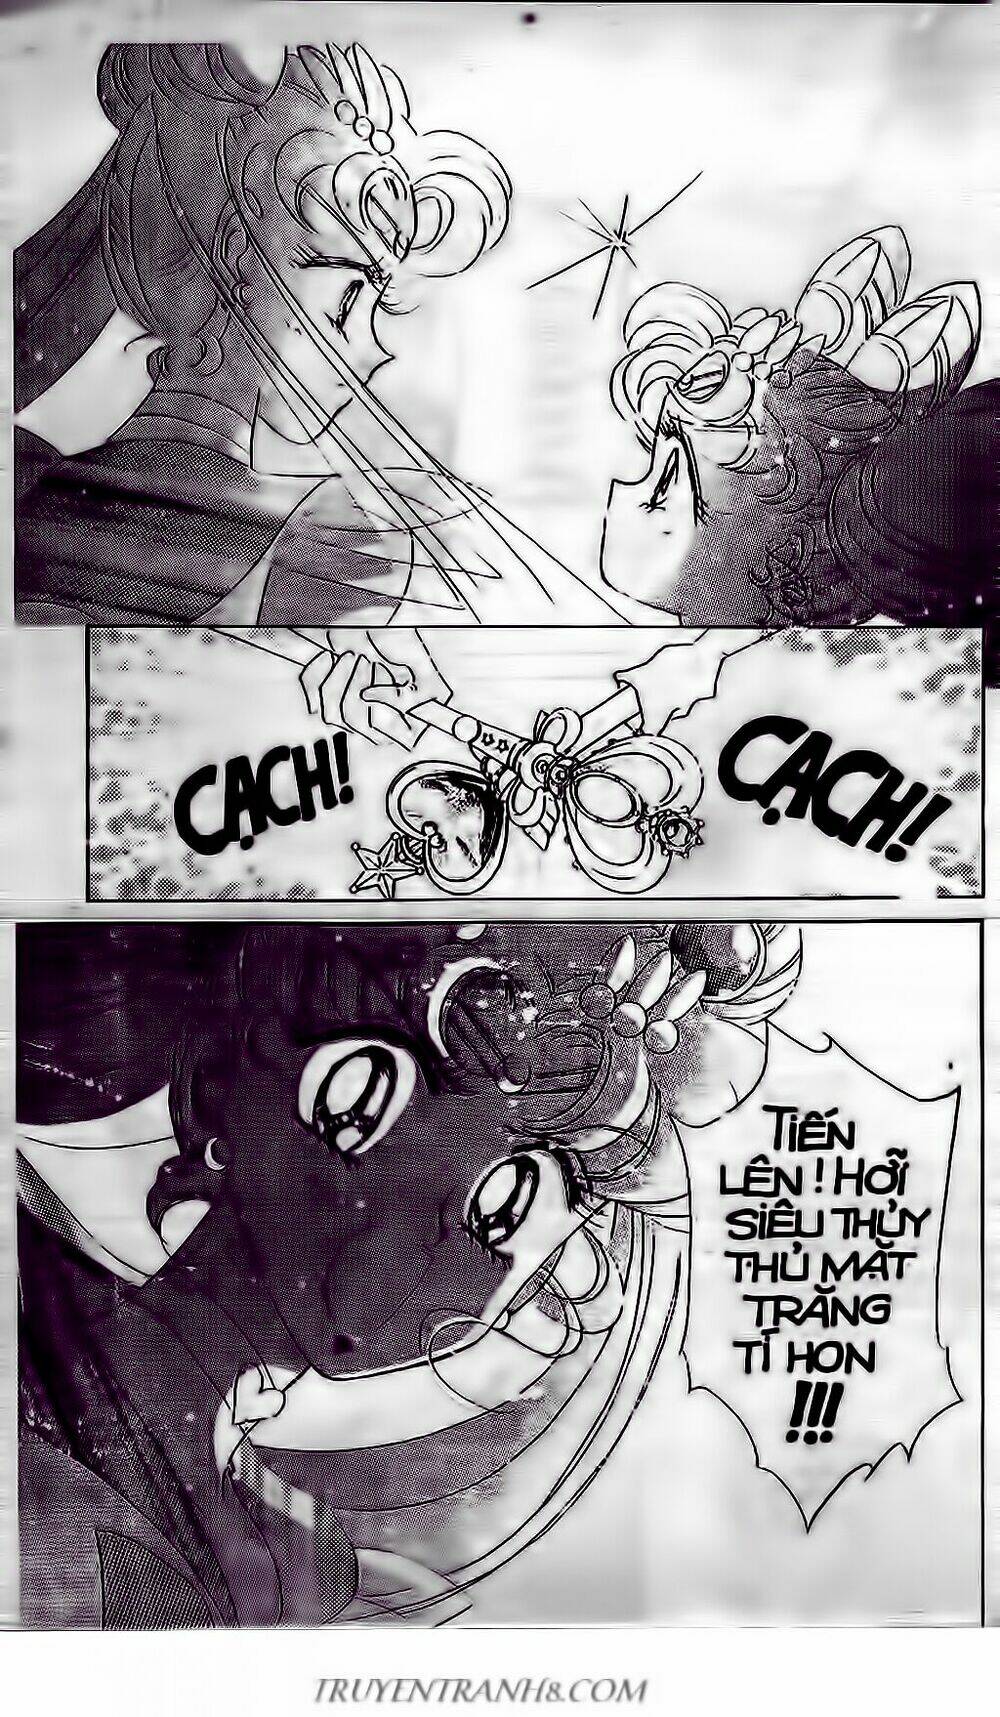 CẠCH!
CẠCH!
TIẾN
LÊN! HỠI
SIÊU THỦY
THỦ MẶT
TRĂNG
TÍ HON
!!!
TRUYENTRANH8.COM